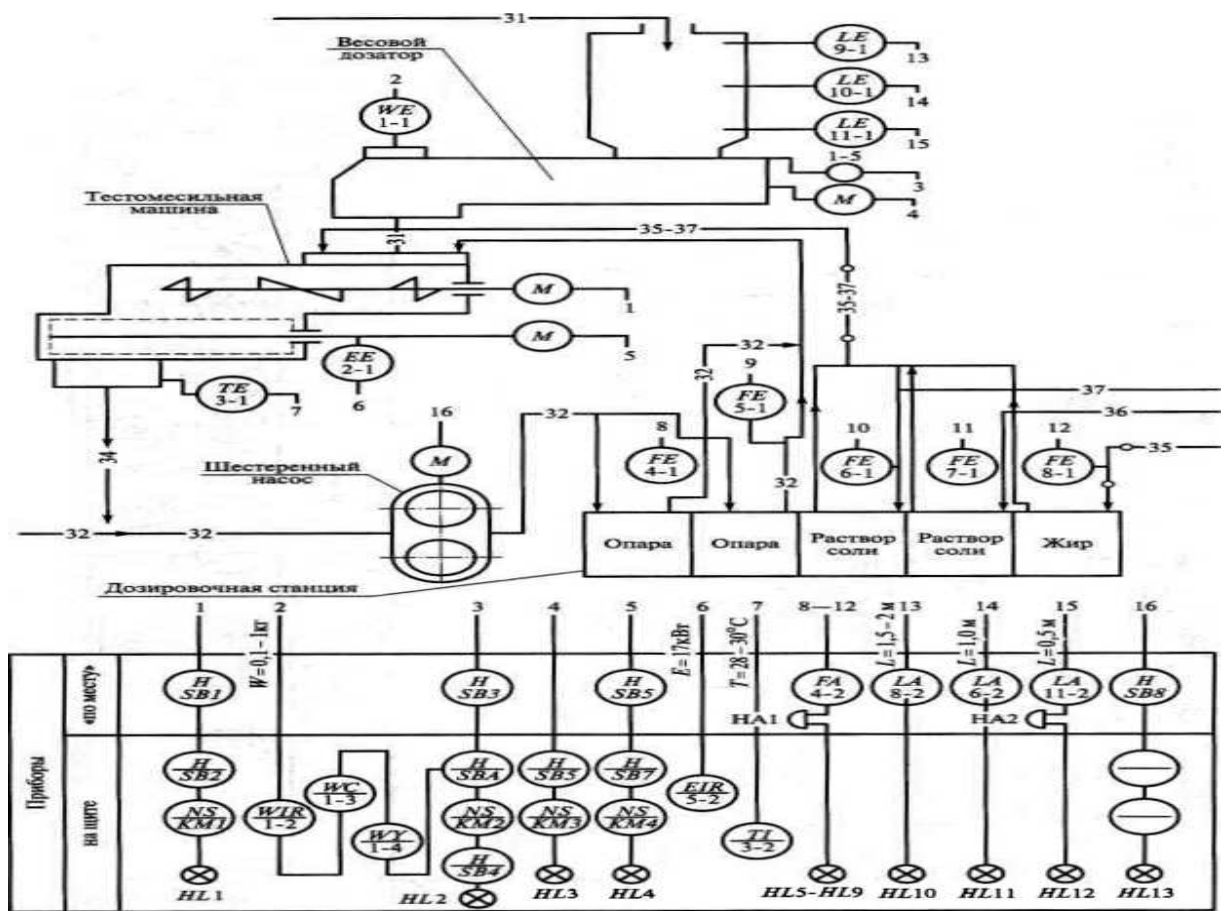 31
Весовой
дозатор
LE
9-1
13
2
LE
10-1
14
WE
1-1
LE
11-1
15
1-5
3
M
4
Тестомесильная
машина
31
35-37
M
1
35-37
M
5
32
32
9
EE
2-1
6
TE
3-1
7
FE
5-1
37
16
32
36
8
10
11
12
34
M
FE
4-1
FE
6-1
FE
7-1
FE
8-1
35
Шестеренный
насос
32
32
32
Опара
Опара
Раствор
соли
Раствор
соли
Жир
Дозировочная станция
1
2
3
4
5
6
7
8—12
13
14
15
16
W=0,1-1кг
E=17кВт
T=28-30°C
L=1,5-2 м
L=1,0 м
L=0,5 м
Приборы
«по месту»
H
SB1
H
SB3
H
SB5
FA
4-2
LA
8-2
LA
6-2
LA
11-2
H
SB8
HA1
HA2
на щите
H
SB2
H
SBA
H
SB5
H
SB7
WC
1-3
EIR
5-2
NS
KM1
WIR
1-2
NS
KM2
NS
KM3
NS
KM4
WY
1-4
TI
3-2
H
SB4
HL1
HL2
HL3
HL4
HL5-HL9
HL10
HL11
HL12
HL13